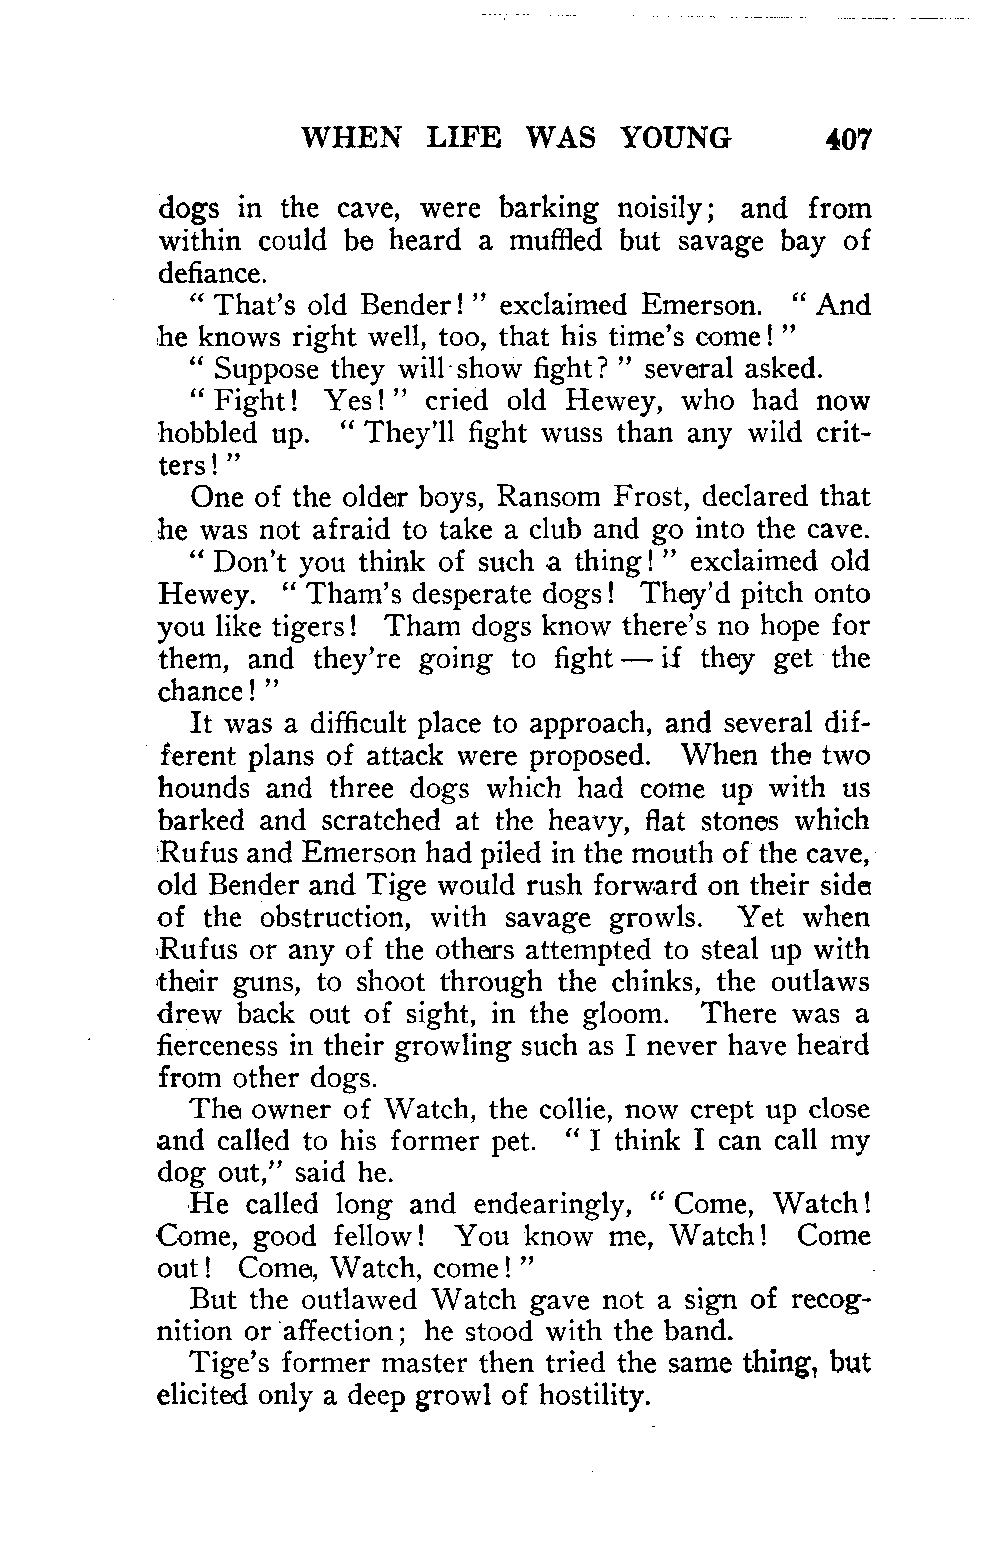 WHEN LIFE WAS YOUNG 407
dogs in the cave, were barking noisily; and from
within could be heard a muffled but savage bay of
defiance.
“ That's old Bender! ” exclaimed Emerson. “ And
he knows right well, too, that his time's come! ”
“ Suppose they will show fight? ” several asked.
“ Fight! Yes! ” cried old Hewey, who had now
hobbled up. “ They'll fight wuss than any wild crit-
ters! ”
One of the older boys, Ransom Frost, declared that
he was not afraid to take a club and go into the cave.
“ Don't you think of such a thing! ” exclaimed old
Hewey. “ Tham's desperate dogs! They'd pitch onto
you like tigers! Tham dogs know there's no hope for
them, and they're going to fight — if they get the
chance! ”
It was a difficult place to approach, and several dif-
ferent plans of attack were proposed. When the two
hounds and three dogs which had come up with us
barked and scratched at the heavy, flat stones which
Rufus and Emerson had piled in the mouth of the cave,
old Bender and Tige would rush forward on their side
of the obstruction, with savage growls. Yet when
Rufus or any of the others attempted to steal up with
their guns, to shoot through the chinks, the outlaws
drew back out of sight, in the gloom. There was a
fierceness in their growling such as I never have heard
from other dogs.
The owner of Watch, the collie, now crept up close
and called to his former pet. “ I think I can call my
dog out,” said he.
He called long and endearingly, “ Come, Watch!
Come, good fellow! You know me, Watch! Come
out! Come, Watch, come! ”
But the outlawed Watch gave not a sign of recog-
nition or affection; he stood with the band.
Tige's former master then tried the same thing, but
elicited only a deep growl of hostility.